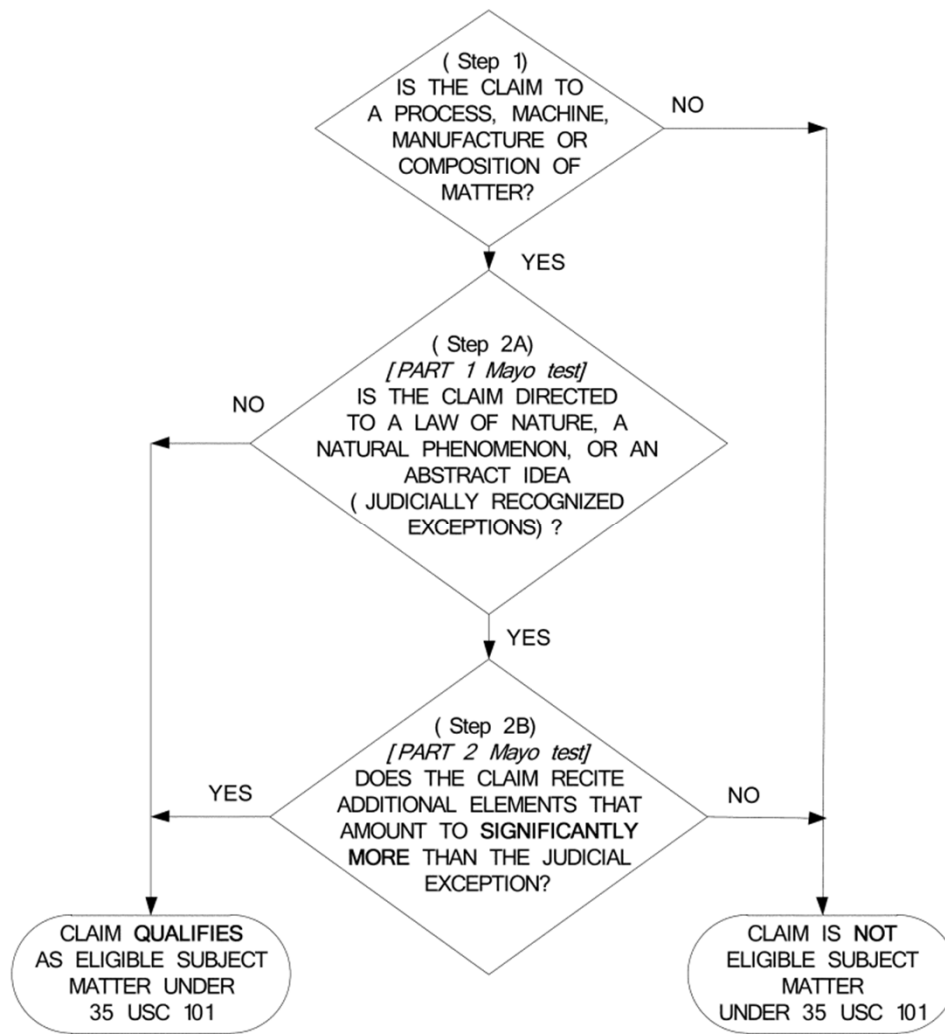 ( Step 1)
IS THE CLAIM TO
A PROCESS, MACHINE,
MANUFACTURE OR
COMPOSITION OF
MATTER?
NO
YES
( Step 2A)
[PART 1 Mayo test]
IS THE CLAIM DIRECTED
TO A LAW OF NATURE, A
NATURAL PHENOMENON, OR AN
ABSTRACT IDEA
( JUDICIALLY RECOGNIZED
EXCEPTIONS) ?
NO
YES
( Step 2B)
[PART 2 Mayo test]
DOES THE CLAIM RECITE
ADDITIONAL ELEMENTS THAT
AMOUNT TO SIGNIFICANTLY
MORE THAN THE JUDICIAL
EXCEPTION?
YES
NO
CLAIM QUALIFIES
AS ELIGIBLE SUBJECT
MATTER UNDER
35 USC 101
CLAIM IS NOT
ELIGIBLE SUBJECT
MATTER
UNDER 35 USC 101